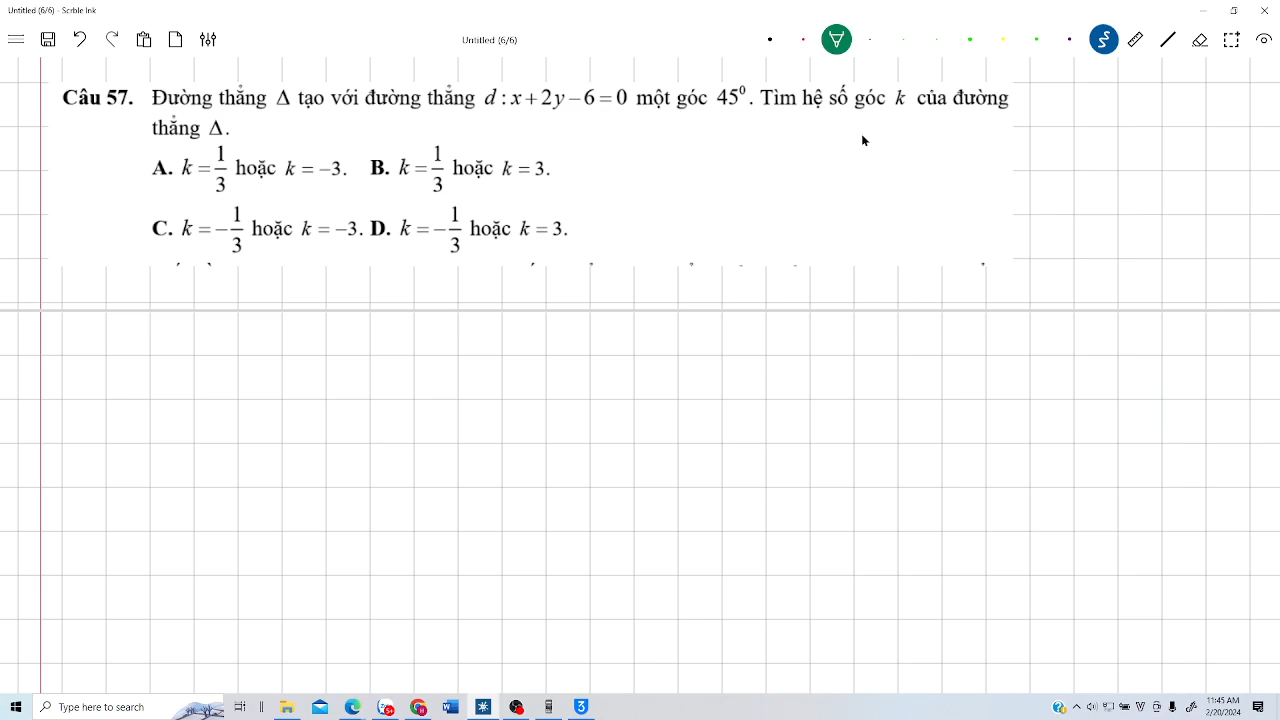 Untitled (6/6) - Scrble Ink
Untitled (6/6)
Câu 57. Đường thẳng Δ tạo với đường thẳng d : x + 2y − 6 = 0 một góc 45⁰. Tìm hệ số góc k của đường
thẳng Δ.
A. k = 1/3 hoặc k = −3. B. k = 1/3 hoặc k = 3.
C. k = −1/3 hoặc k = −3. D. k = −1/3 hoặc k = 3.
Type here to search
11:45 AM
2/20/2024